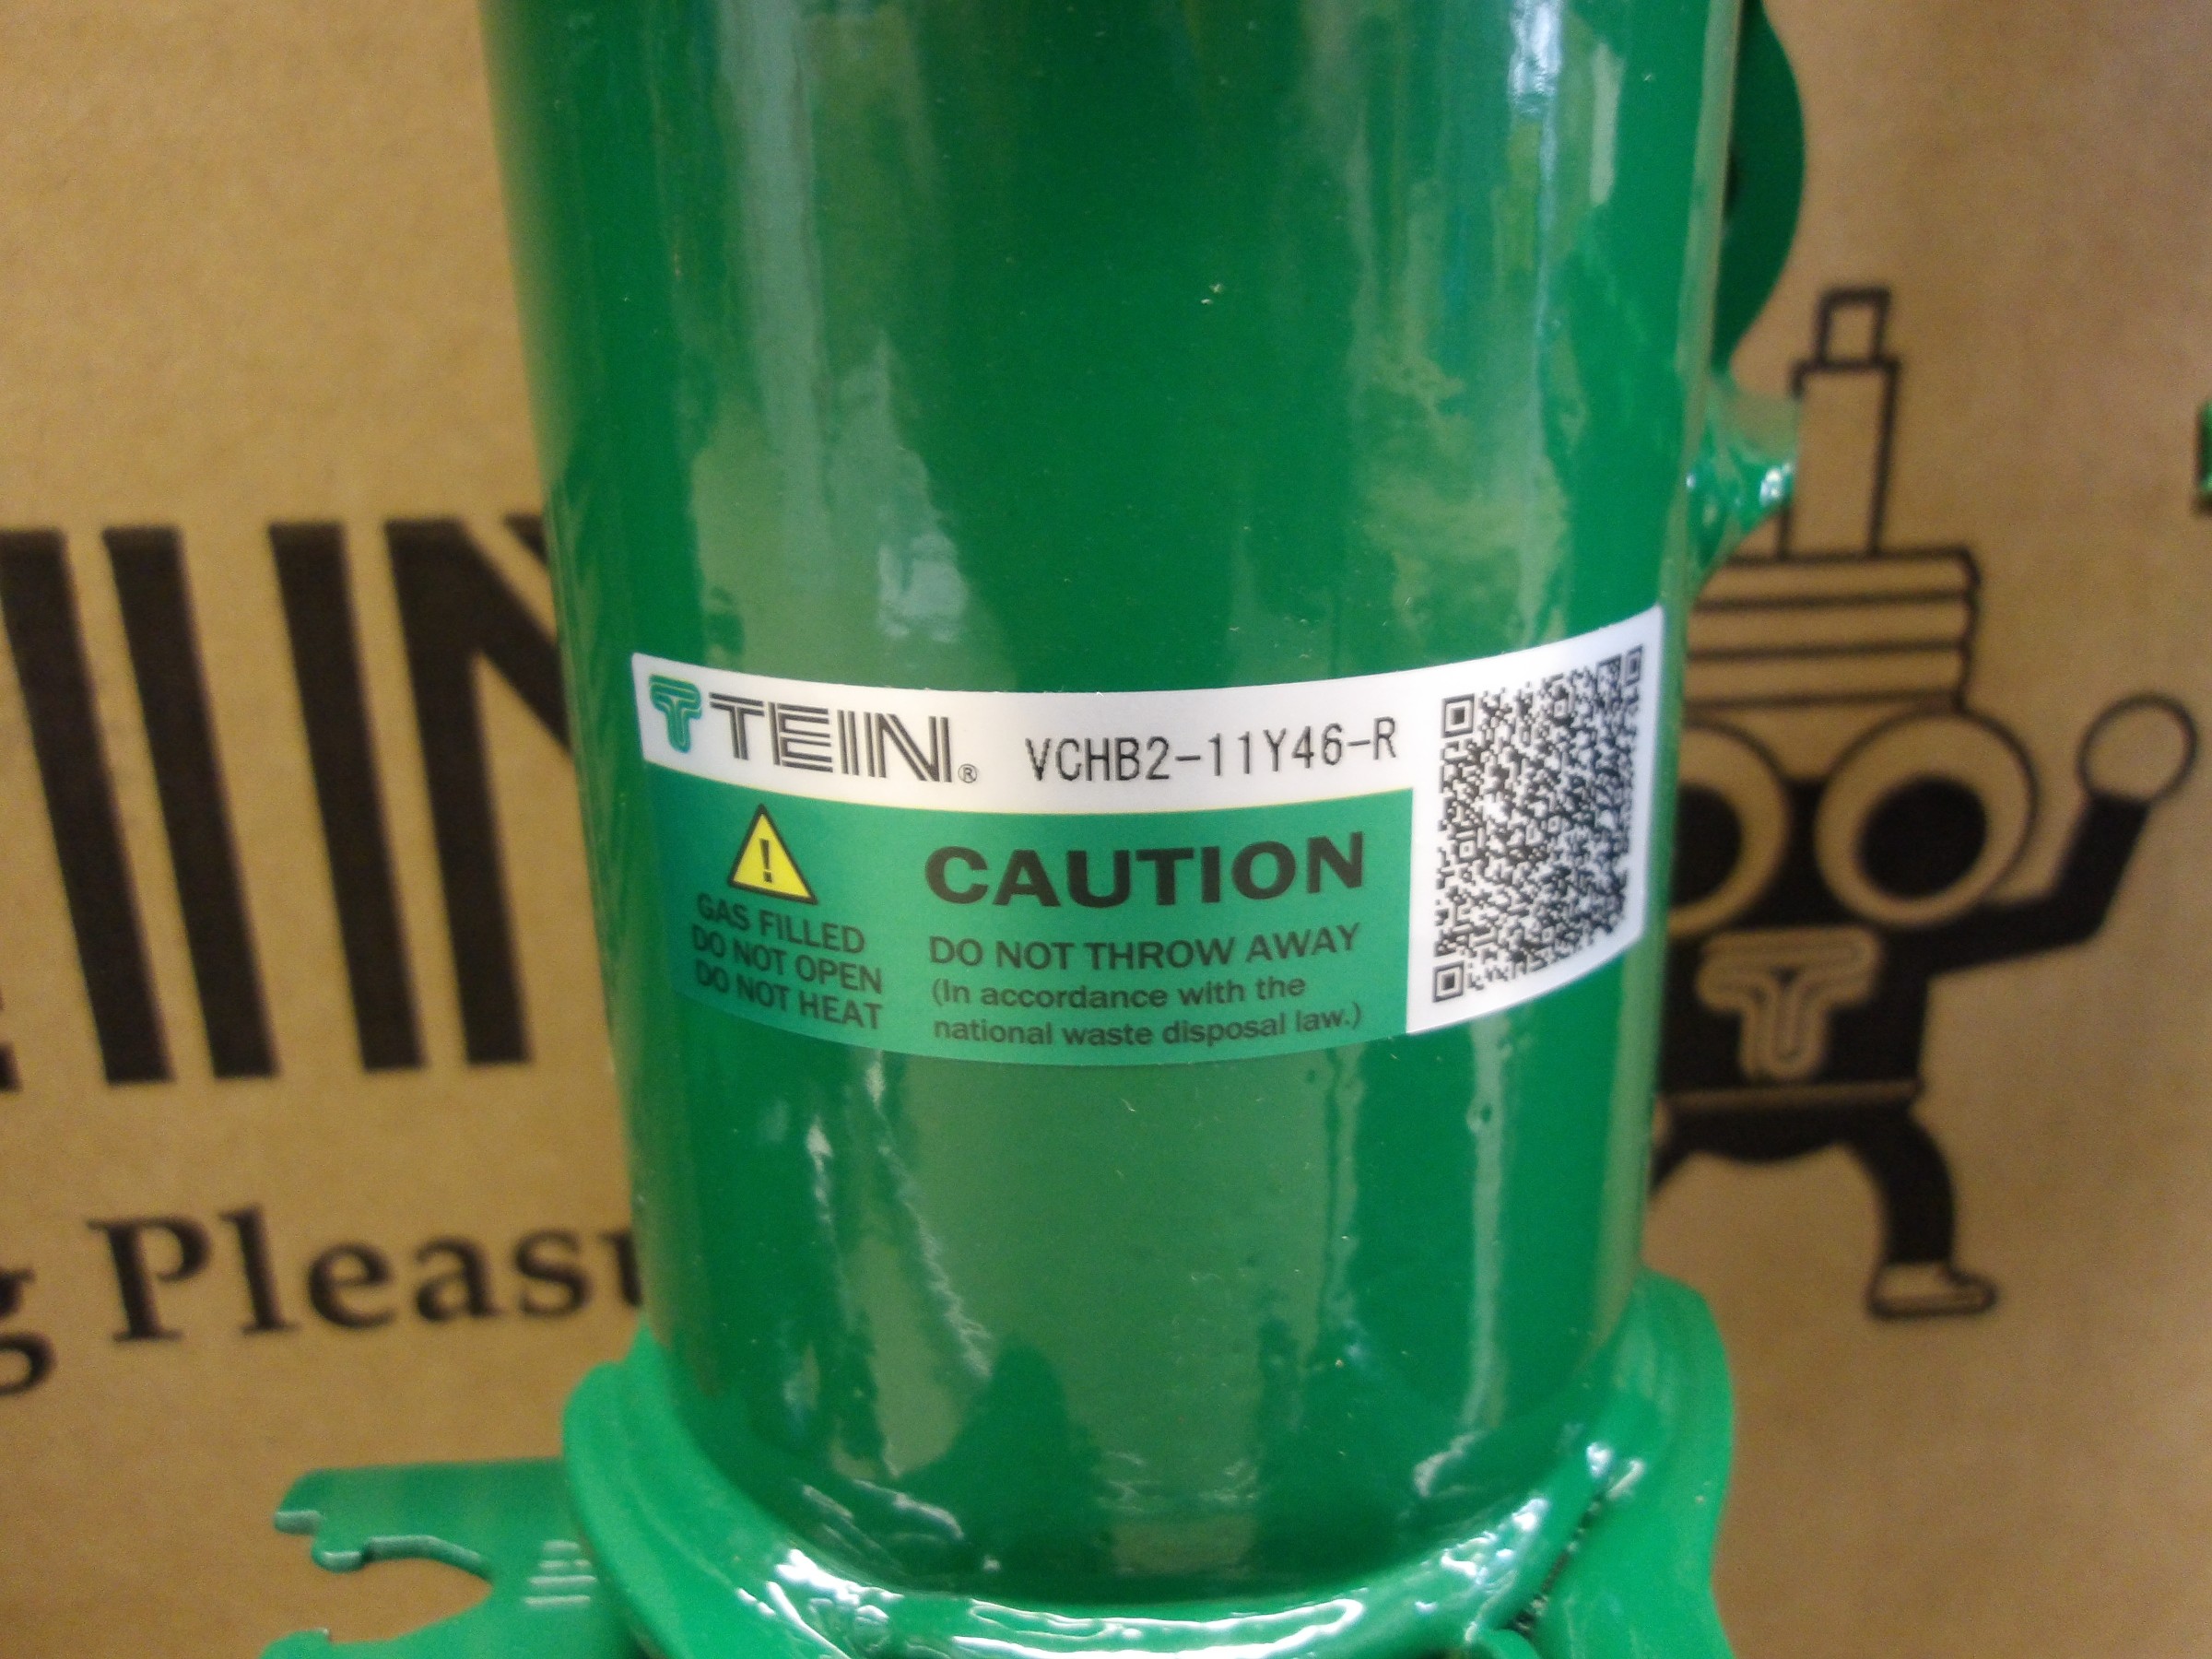 TEIN® VCHB2-11Y46-R
GAS FILLED
DO NOT OPEN
DO NOT HEAT
CAUTION
DO NOT THROW AWAY
(In accordance with the
national waste disposal law.)